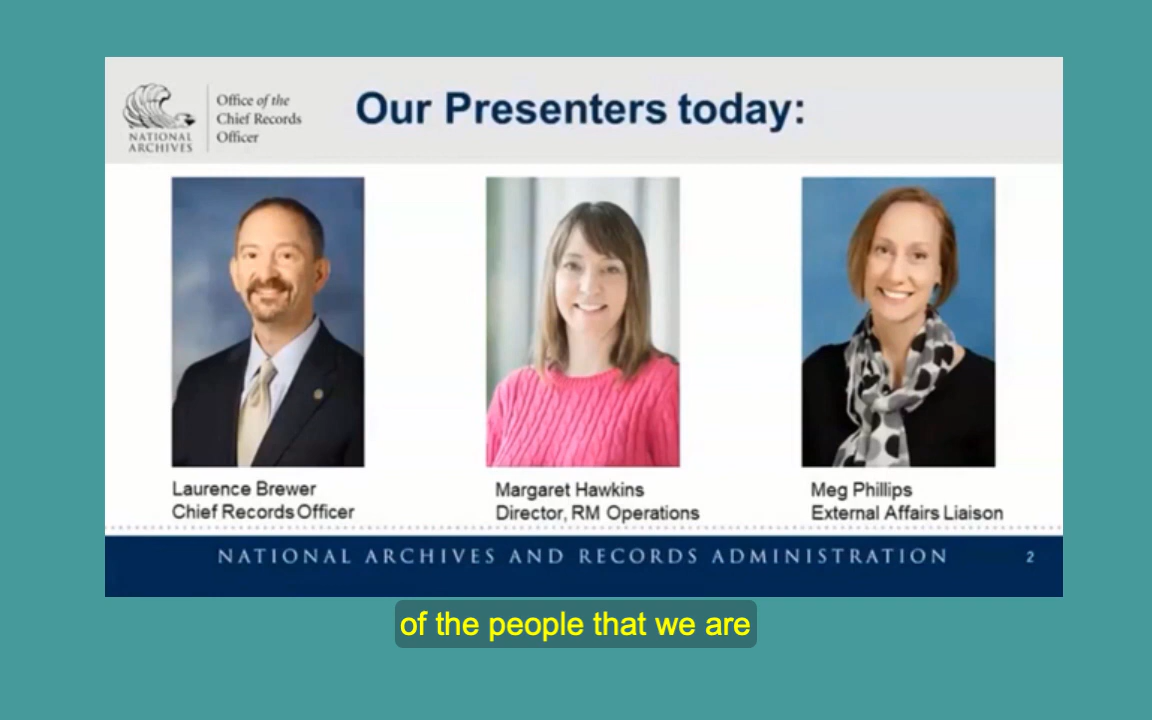 NATIONAL
ARCHIVES
Office of the
Chief Records
Officer
Our Presenters today:
Laurence Brewer
Chief Records Officer
Margaret Hawkins
Director, RM Operations
Meg Phillips
External Affairs Liaison
NATIONAL ARCHIVES AND RECORDS ADMINISTRATION
2
of the people that we are